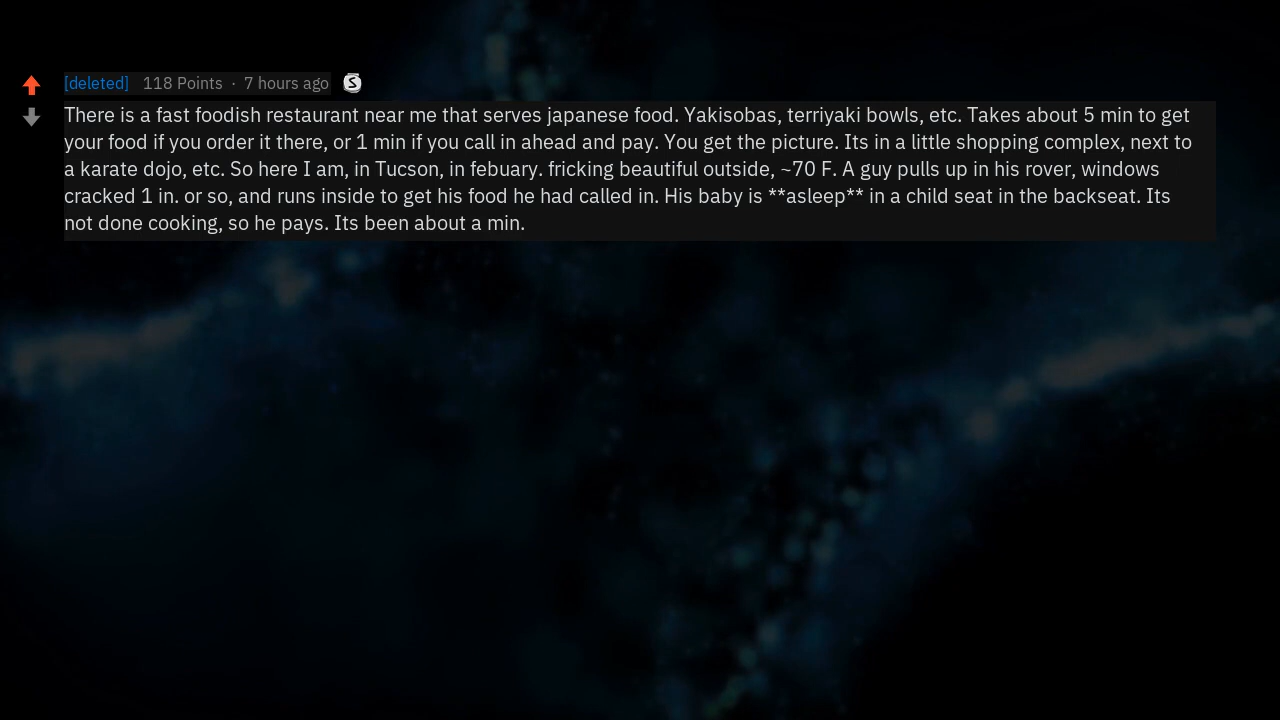 [deleted] 118 Points · 7 hours ago
There is a fast foodish restaurant near me that serves japanese food. Yakisobas, terriyaki bowls, etc. Takes about 5 min to get
your food if you order it there, or 1 min if you call in ahead and pay. You get the picture. Its in a little shopping complex, next to
a karate dojo, etc. So here I am, in Tucson, in febuary. fricking beautiful outside, ~70 F. A guy pulls up in his rover, windows
cracked 1 in. or so, and runs inside to get his food he had called in. His baby is **asleep** in a child seat in the backseat. Its
not done cooking, so he pays. Its been about a min.